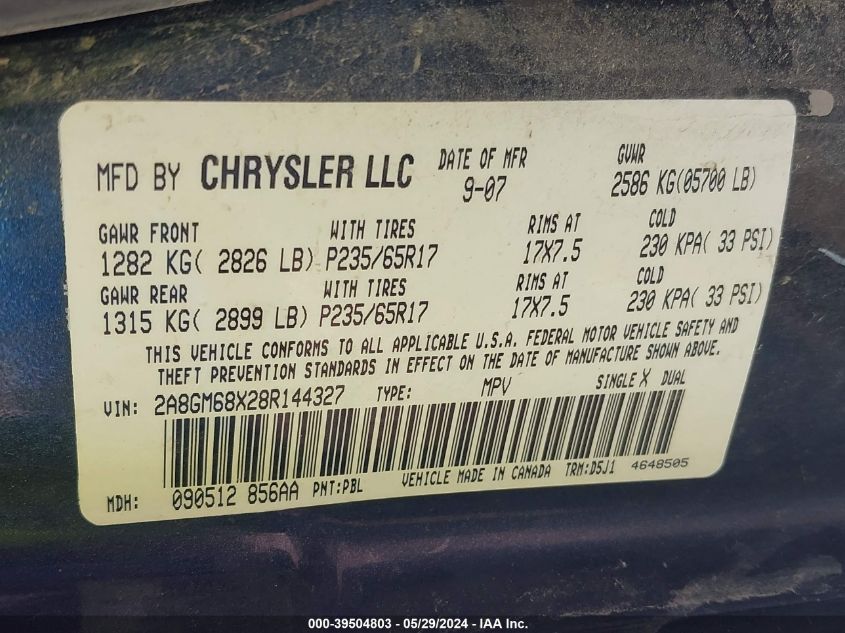 MFD BY CHRYSLER LLC DATE OF MFR GVWR
9-07 2586 KG(05700 LB)
GAWR FRONT WITH TIRES RIMS AT COLD
1282 KG( 2826 LB) P235/65R17 17X7.5 230 KPA( 33 PSI)
GAWR REAR WITH TIRES RIMS AT COLD
1315 KG( 2899 LB) P235/65R17 17X7.5 230 KPA( 33 PSI)
THIS VEHICLE CONFORMS TO ALL APPLICABLE U.S.A. FEDERAL MOTOR VEHICLE SAFETY AND
THEFT PREVENTION STANDARDS IN EFFECT ON THE DATE OF MANUFACTURE SHOWN ABOVE.
VIN: 2A8GM68X28R144327 TYPE: MPV SINGLE X DUAL
MDH: 090512 856AA PNT:PBL VEHICLE MADE IN CANADA TRM:D5J1 4648505
000-39504803 - 05/29/2024 - IAA Inc.